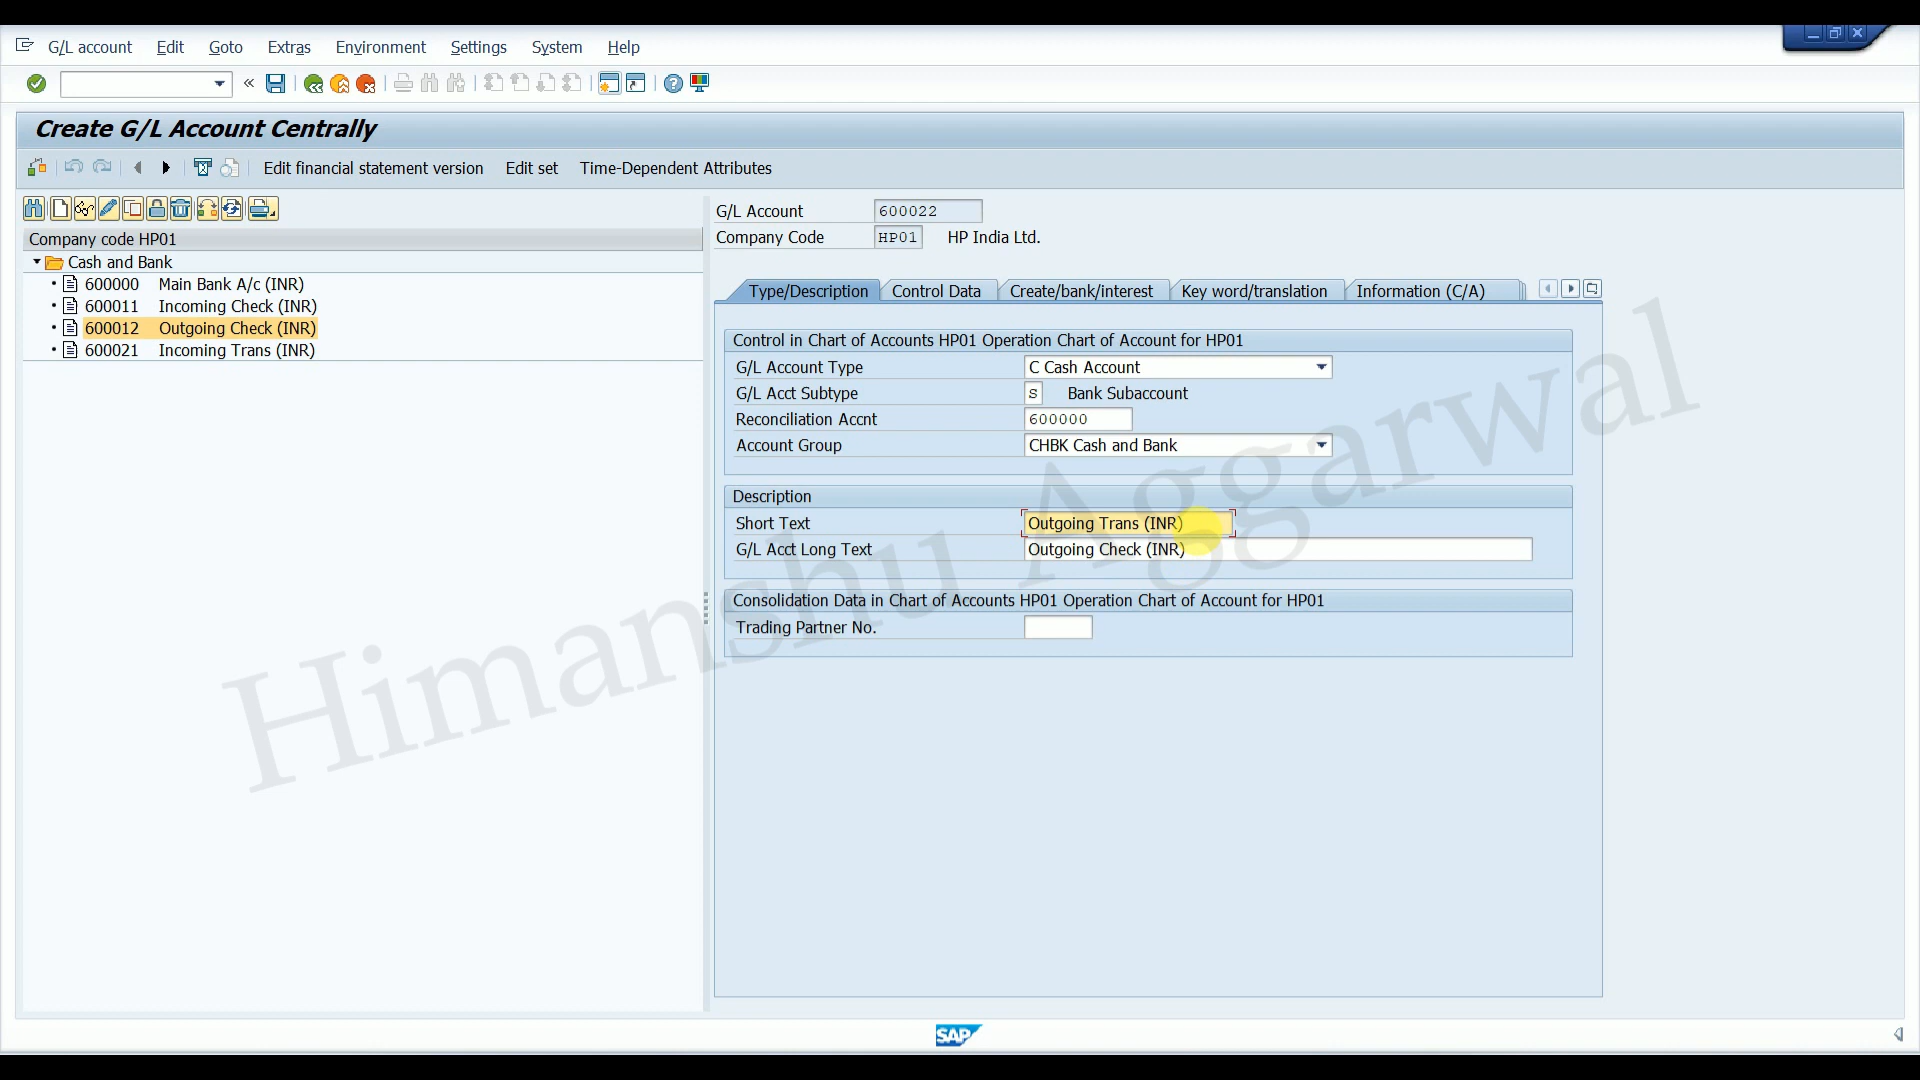 G/L account Edit Goto Extras Environment Settings System Help
Create G/L Account Centrally
Edit financial statement version Edit set Time-Dependent Attributes
Company code HP01
Cash and Bank
600000 Main Bank A/c (INR)
600011 Incoming Check (INR)
600012 Outgoing Check (INR)
600021 Incoming Trans (INR)
G/L Account 600022
Company Code HP01 HP India Ltd.
Type/Description Control Data Create/bank/interest Key word/translation Information (C/A)
Control in Chart of Accounts HP01 Operation Chart of Account for HP01
G/L Account Type C Cash Account
G/L Acct Subtype S Bank Subaccount
Reconciliation Accnt 600000
Account Group CHBK Cash and Bank
Description
Short Text Outgoing Trans (INR)
G/L Acct Long Text Outgoing Check (INR)
Consolidation Data in Chart of Accounts HP01 Operation Chart of Account for HP01
Trading Partner No.
Himanshu Aggarwal
SAP